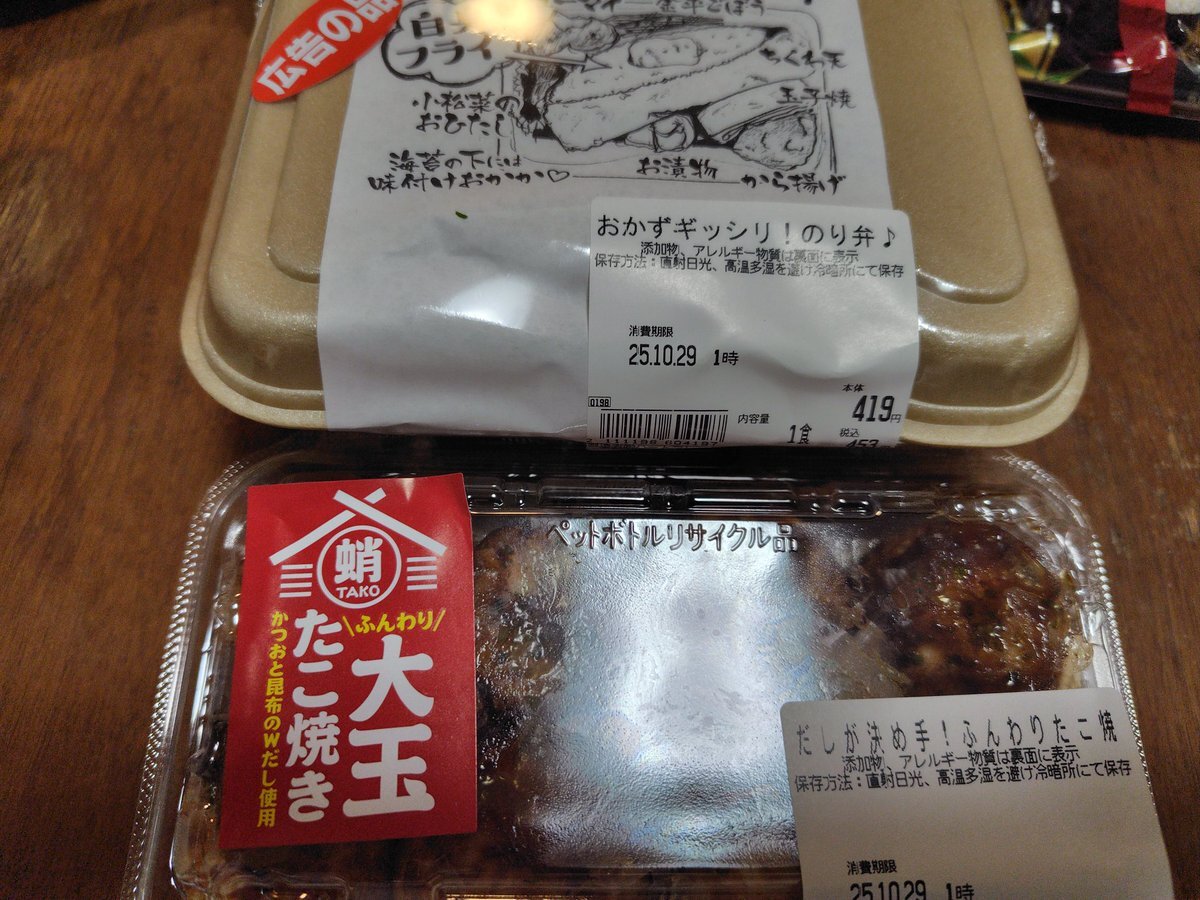 広告の品
金平ごぼう
白
フライ
ちくわ天
玉子焼
小松菜の
おひたし
海苔の下には
味付けおかか♡
お漬物
から揚げ
おかずギッシリ！のり弁♪
添加物、アレルギー物質は裏面に表示
保存方法：直射日光、高温多湿を避け冷暗所にて保存
消費期限
25.10.29 1時
本体
419円
0198
内容量 1食
税込
453
2 111198 604197
ペットボトルリサイクル品
蛸
TAKO
\ふんわり/
大玉
たこ焼き
かつおと昆布のWだし使用
だしが決め手！ふんわりたこ焼
添加物、アレルギー物質は裏面に表示
保存方法：直射日光、高温多湿を避け冷暗所にて保存
消費期限
25.10.29 1時